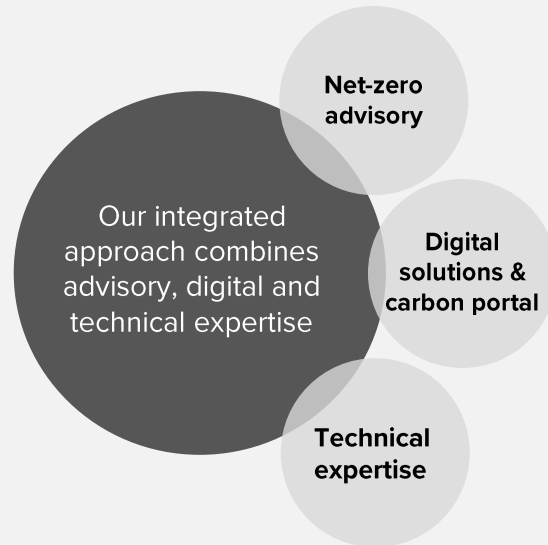 Net-zero
advisory
Our integrated
approach combines
advisory, digital and
technical expertise
Digital
solutions &
carbon portal
Technical
expertise